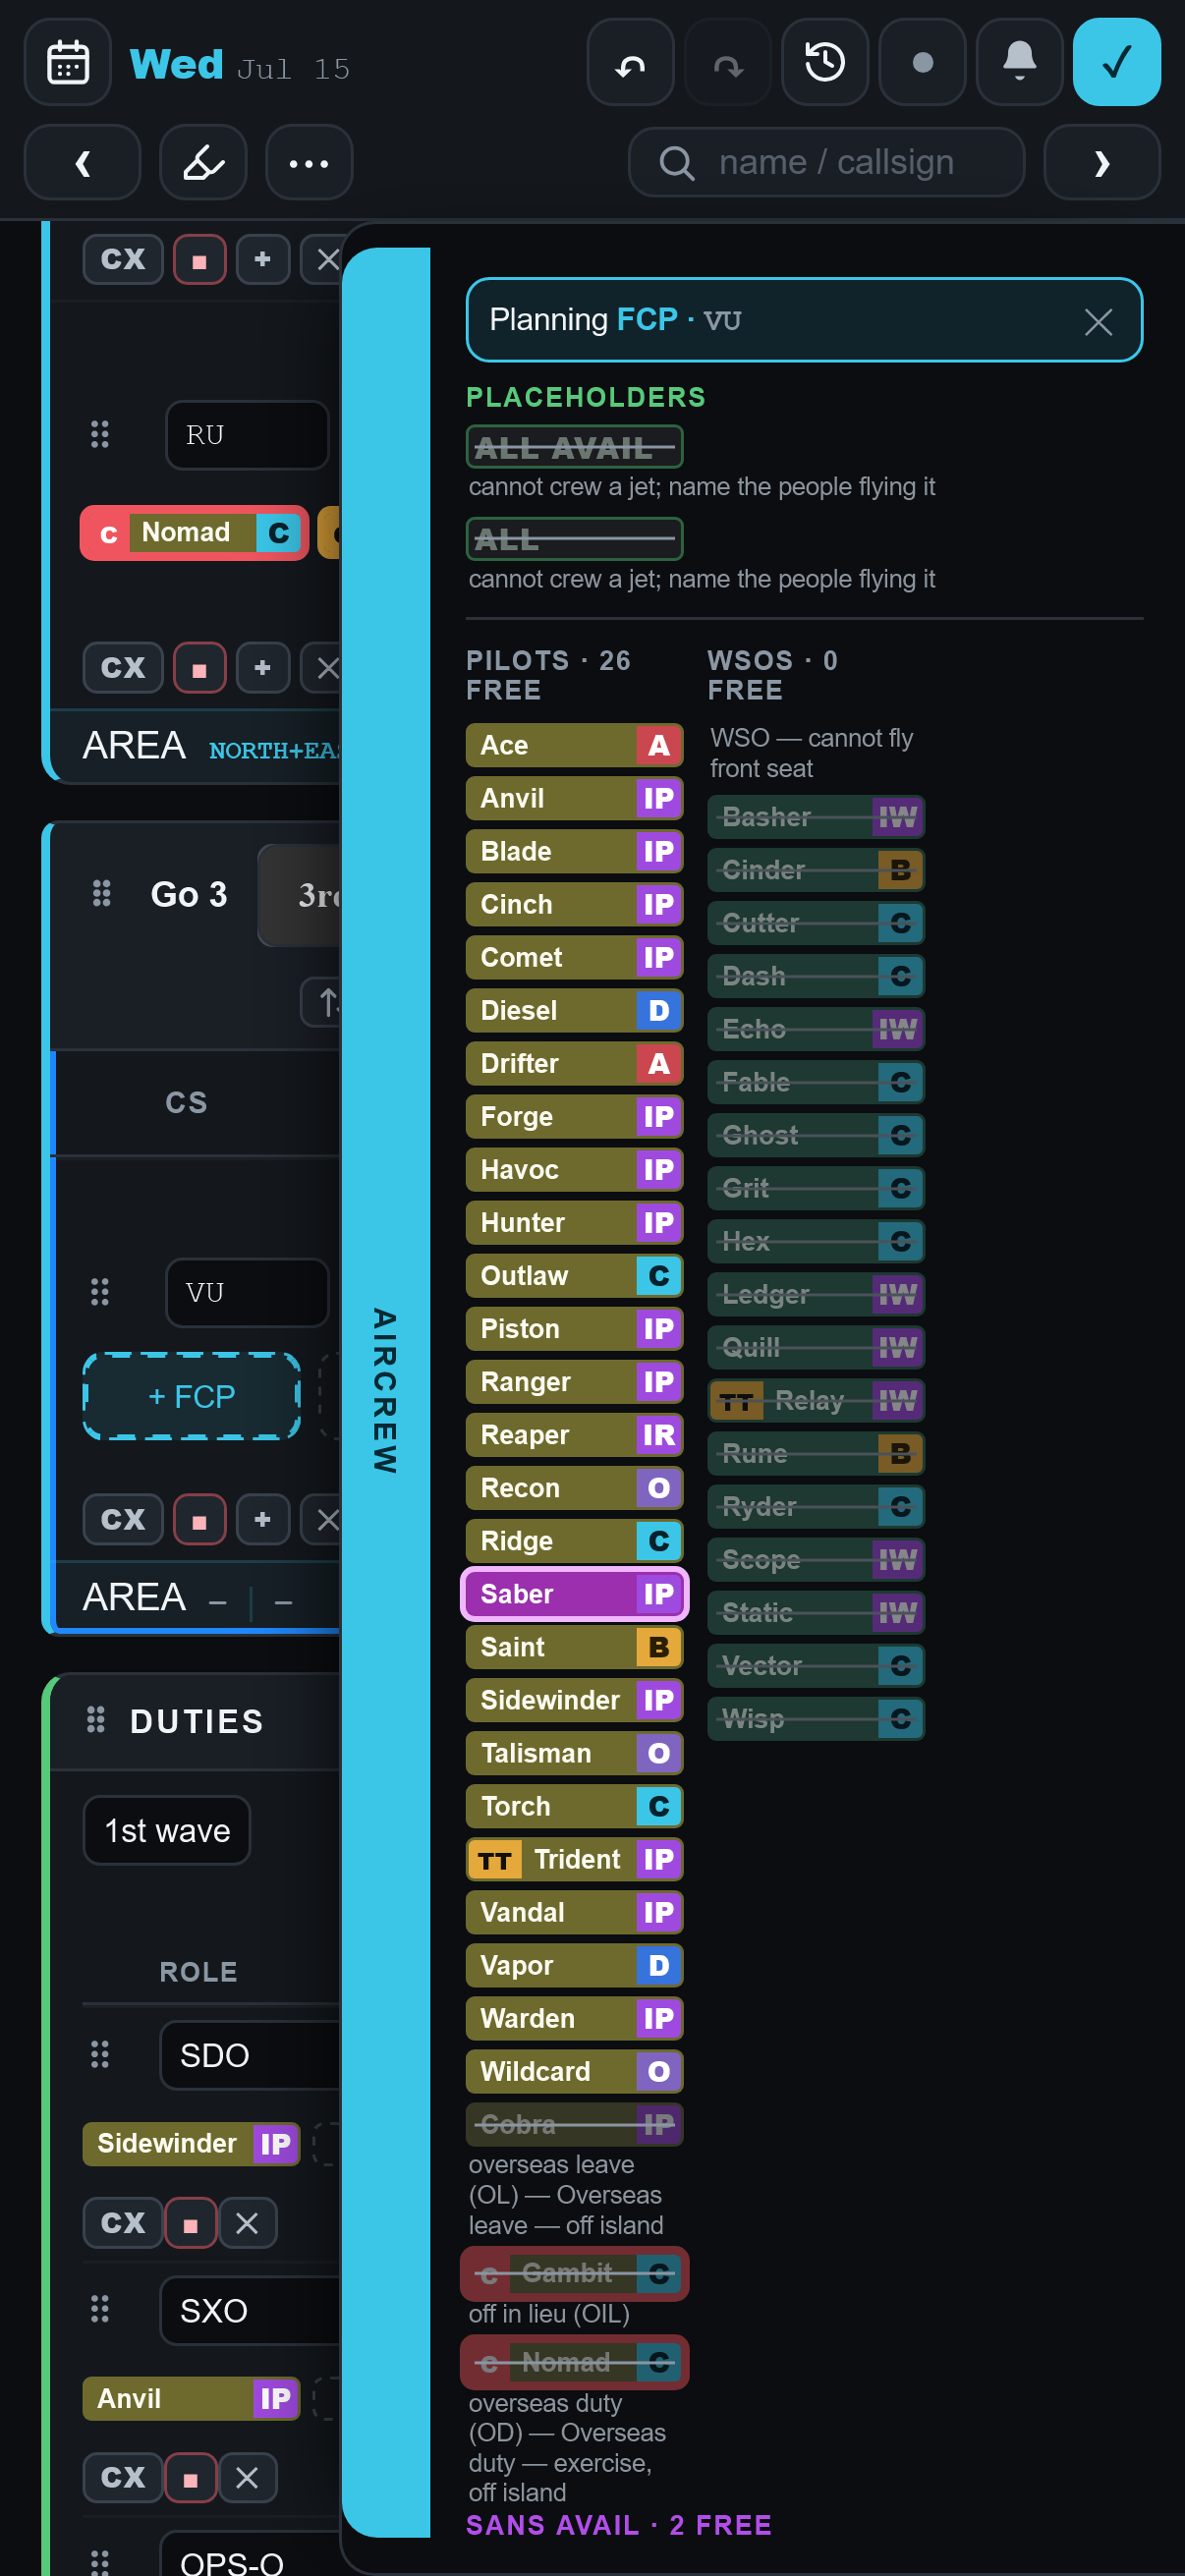 Wed Jul 15
name / callsign
CX
RU
c Nomad C
CX
AREA NORTH+EA
Go 3
CS
VU
+ FCP
CX
AREA – | –
DUTIES
1st wave
ROLE
SDO
Sidewinder IP
CX
SXO
Anvil IP
CX
OPS-O
AIRCREW
Planning FCP · VU
PLACEHOLDERS
ALL AVAIL
cannot crew a jet; name the people flying it
ALL
cannot crew a jet; name the people flying it
PILOTS · 26
FREE
Ace A
Anvil IP
Blade IP
Cinch IP
Comet IP
Diesel D
Drifter A
Forge IP
Havoc IP
Hunter IP
Outlaw C
Piston IP
Ranger IP
Reaper IR
Recon O
Ridge C
Saber IP
Saint B
Sidewinder IP
Talisman O
Torch C
TT Trident IP
Vandal IP
Vapor D
Warden IP
Wildcard O
Cobra IP
overseas leave
(OL) — Overseas
leave — off island
c Gambit C
off in lieu (OIL)
c Nomad C
overseas duty
(OD) — Overseas
duty — exercise,
off island
SANS AVAIL · 2 FREE
WSOS · 0
FREE
WSO — cannot fly
front seat
Basher IW
Cinder B
Cutter C
Dash C
Echo IW
Fable C
Ghost C
Grit C
Hex C
Ledger IW
Quill IW
TT Relay IW
Rune B
Ryder C
Scope IW
Static IW
Vector C
Wisp C